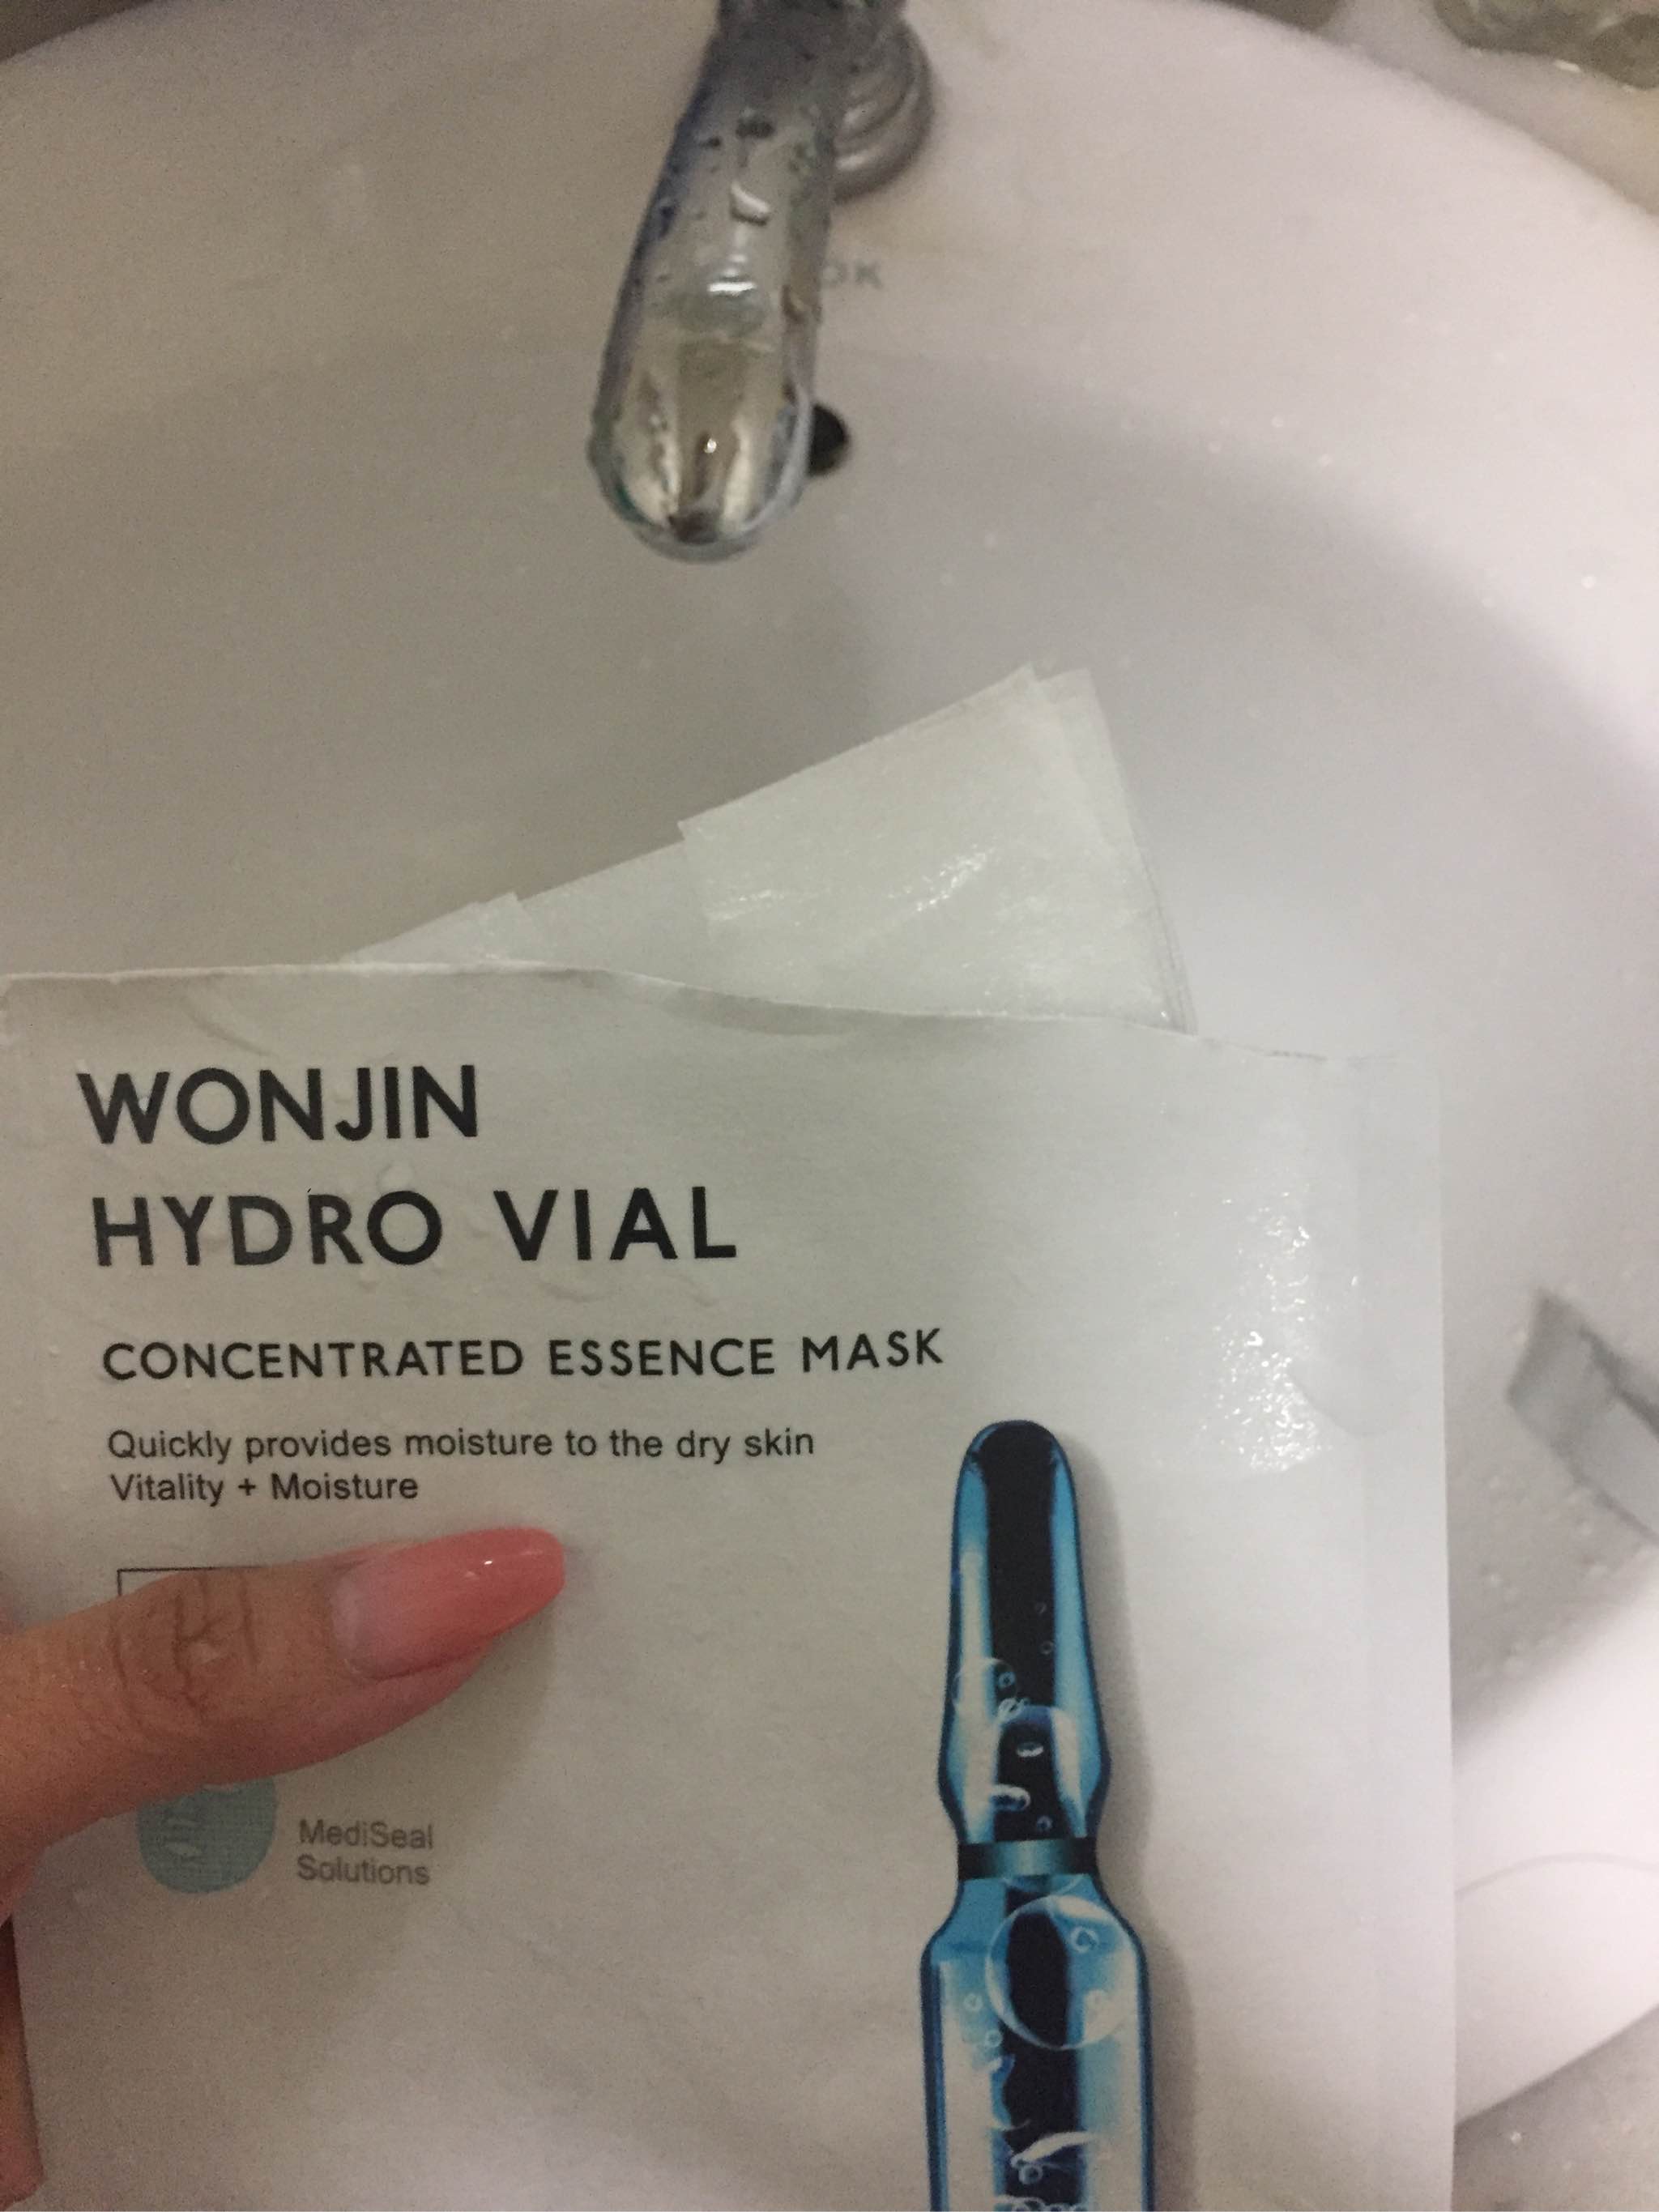 WONJIN
HYDRO VIAL
CONCENTRATED ESSENCE MASK
Quickly provides moisture to the dry skin
Vitality + Moisture
MediSeal
Solutions